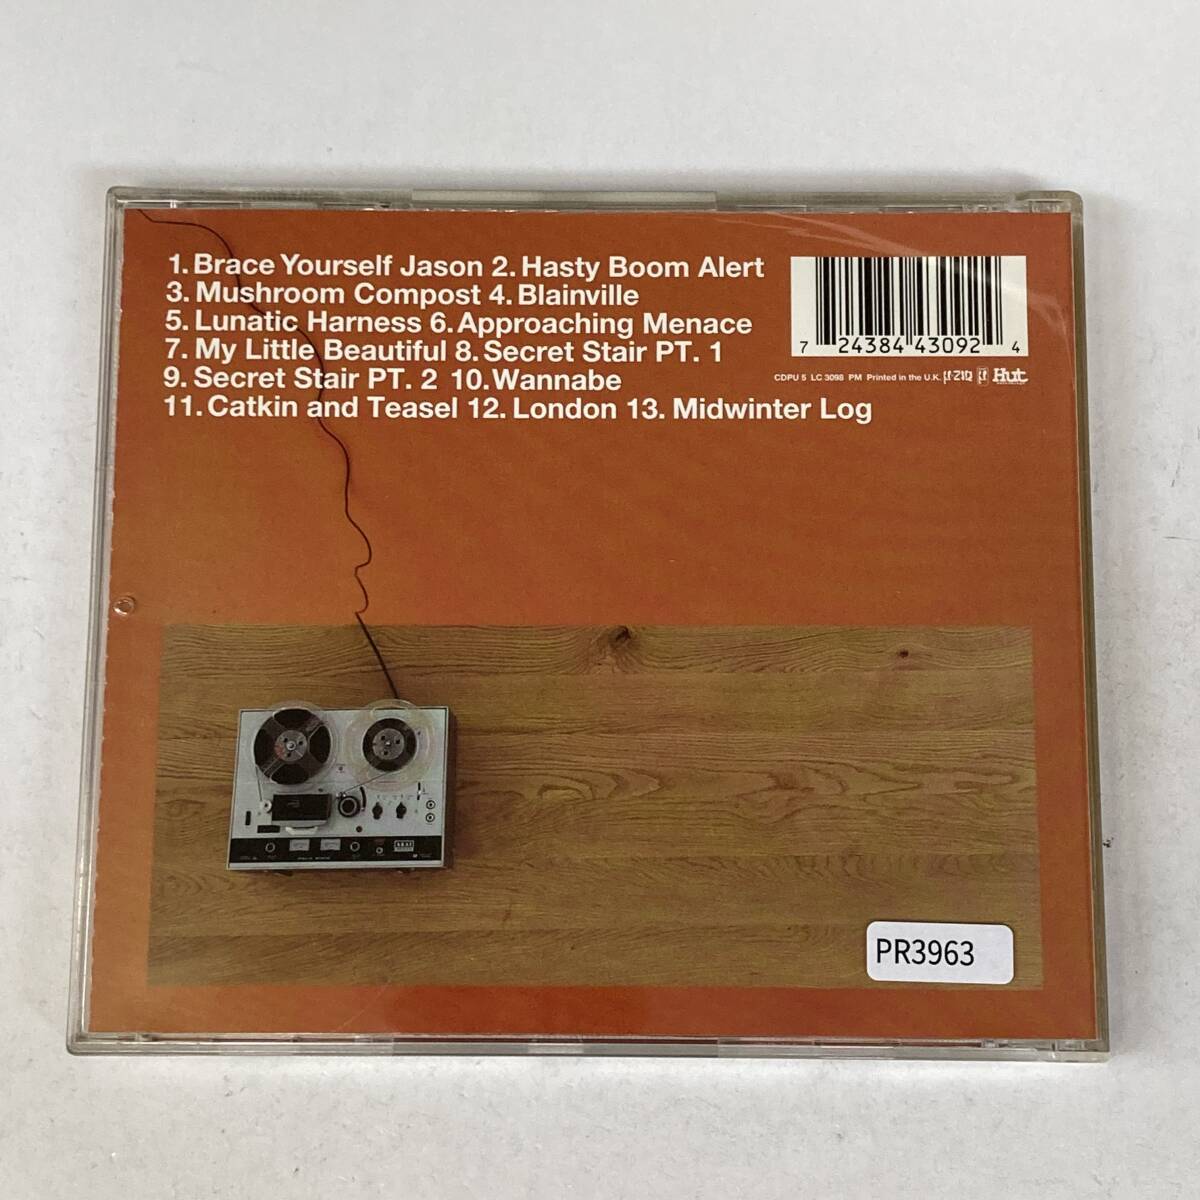 1. Brace Yourself Jason 2. Hasty Boom Alert
3. Mushroom Compost 4. Blainville
5. Lunatic Harness 6. Approaching Menace
7. My Little Beautiful 8. Secret Stair PT. 1
9. Secret Stair PT. 2 10. Wannabe
11. Catkin and Teasel 12. London 13. Midwinter Log
7 24384 43092 4
CDPU 5 LC 3098 PM Printed in the U.K. µ-ZIQ Hut
AKAI
PR3963